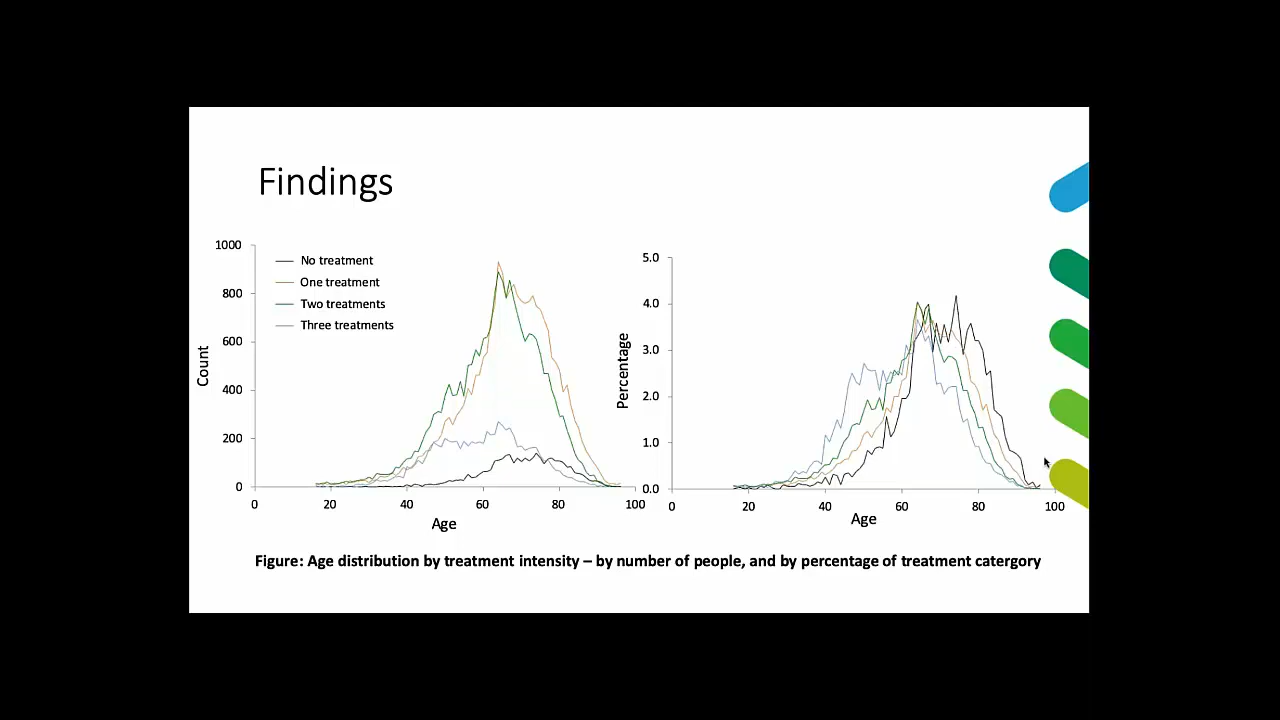 Findings
1000
800
600
400
200
0
Count
No treatment
One treatment
Two treatments
Three treatments
0 20 40 60 80 100
Age
5.0
4.0
3.0
2.0
1.0
0.0
Percentage
0 20 40 60 80 100
Age
Figure: Age distribution by treatment intensity – by number of people, and by percentage of treatment catergory